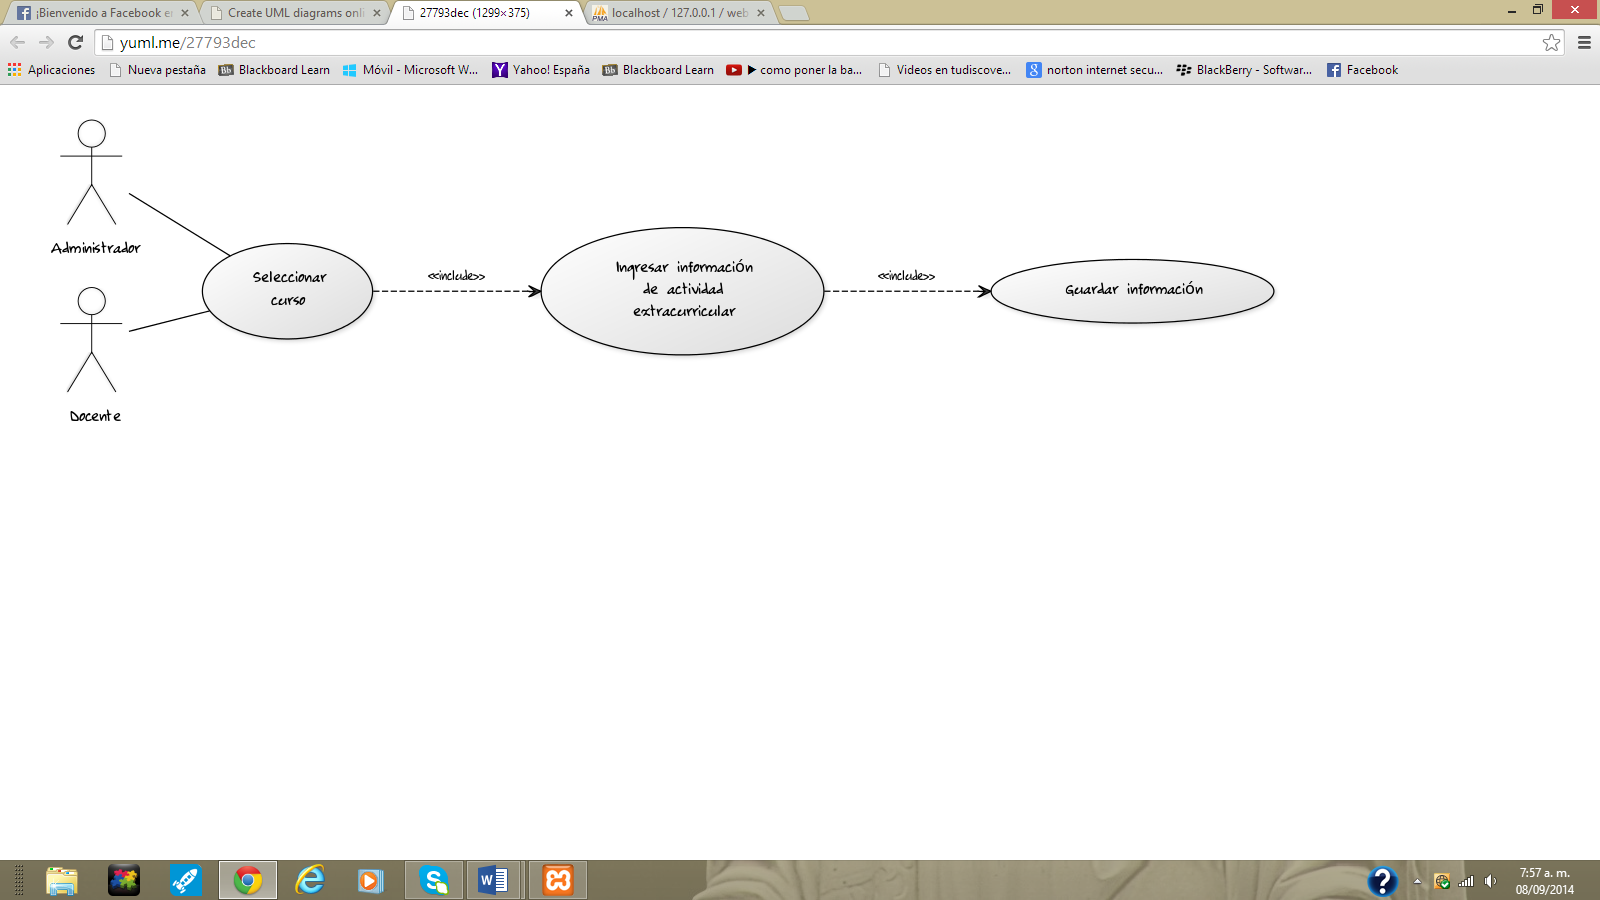 ¡Bienvenido a Facebook en
Create UML diagrams onli
27793dec (1299×375)
localhost / 127.0.0.1 / web
yuml.me/27793dec
Aplicaciones
Nueva pestaña
Blackboard Learn
Móvil - Microsoft W...
Yahoo! España
Blackboard Learn
como poner la ba...
Videos en tudiscove...
norton internet secu...
BlackBerry - Softwar...
Facebook
Administrador
Docente
Seleccionar
curso
<<include>>
Ingresar información
de actividad
extracurricular
<<include>>
Guardar información
7:57 a. m.
08/09/2014